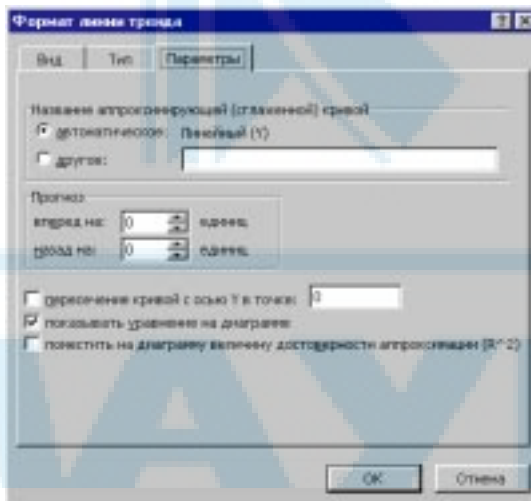 Формат линии тренда
Вид Тип Параметры
Название аппроксимирующей (сглаженной) кривой
автоматическое: Линейный (Y)
другое:
Прогноз
вперед на: 0 единиц
назад на: 0 единиц
пересечение кривой с осью Y в точке: 0
показывать уравнение на диаграмме
поместить на диаграмму величину достоверности аппроксимации (R^2)
OK Отмена